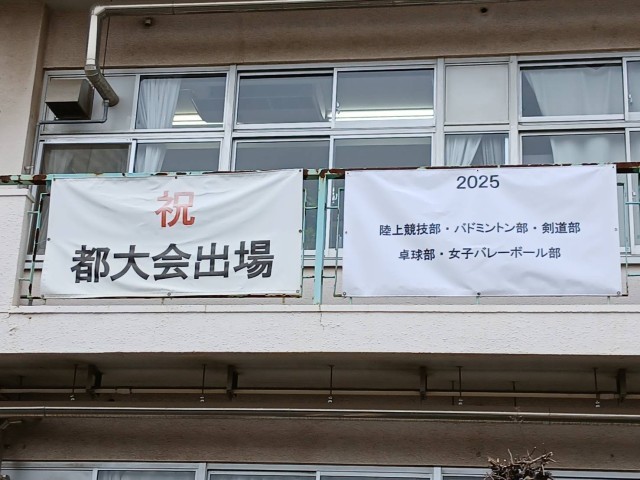 祝
都大会出場
2025
陸上競技部・バドミントン部・剣道部
卓球部・女子バレーボール部